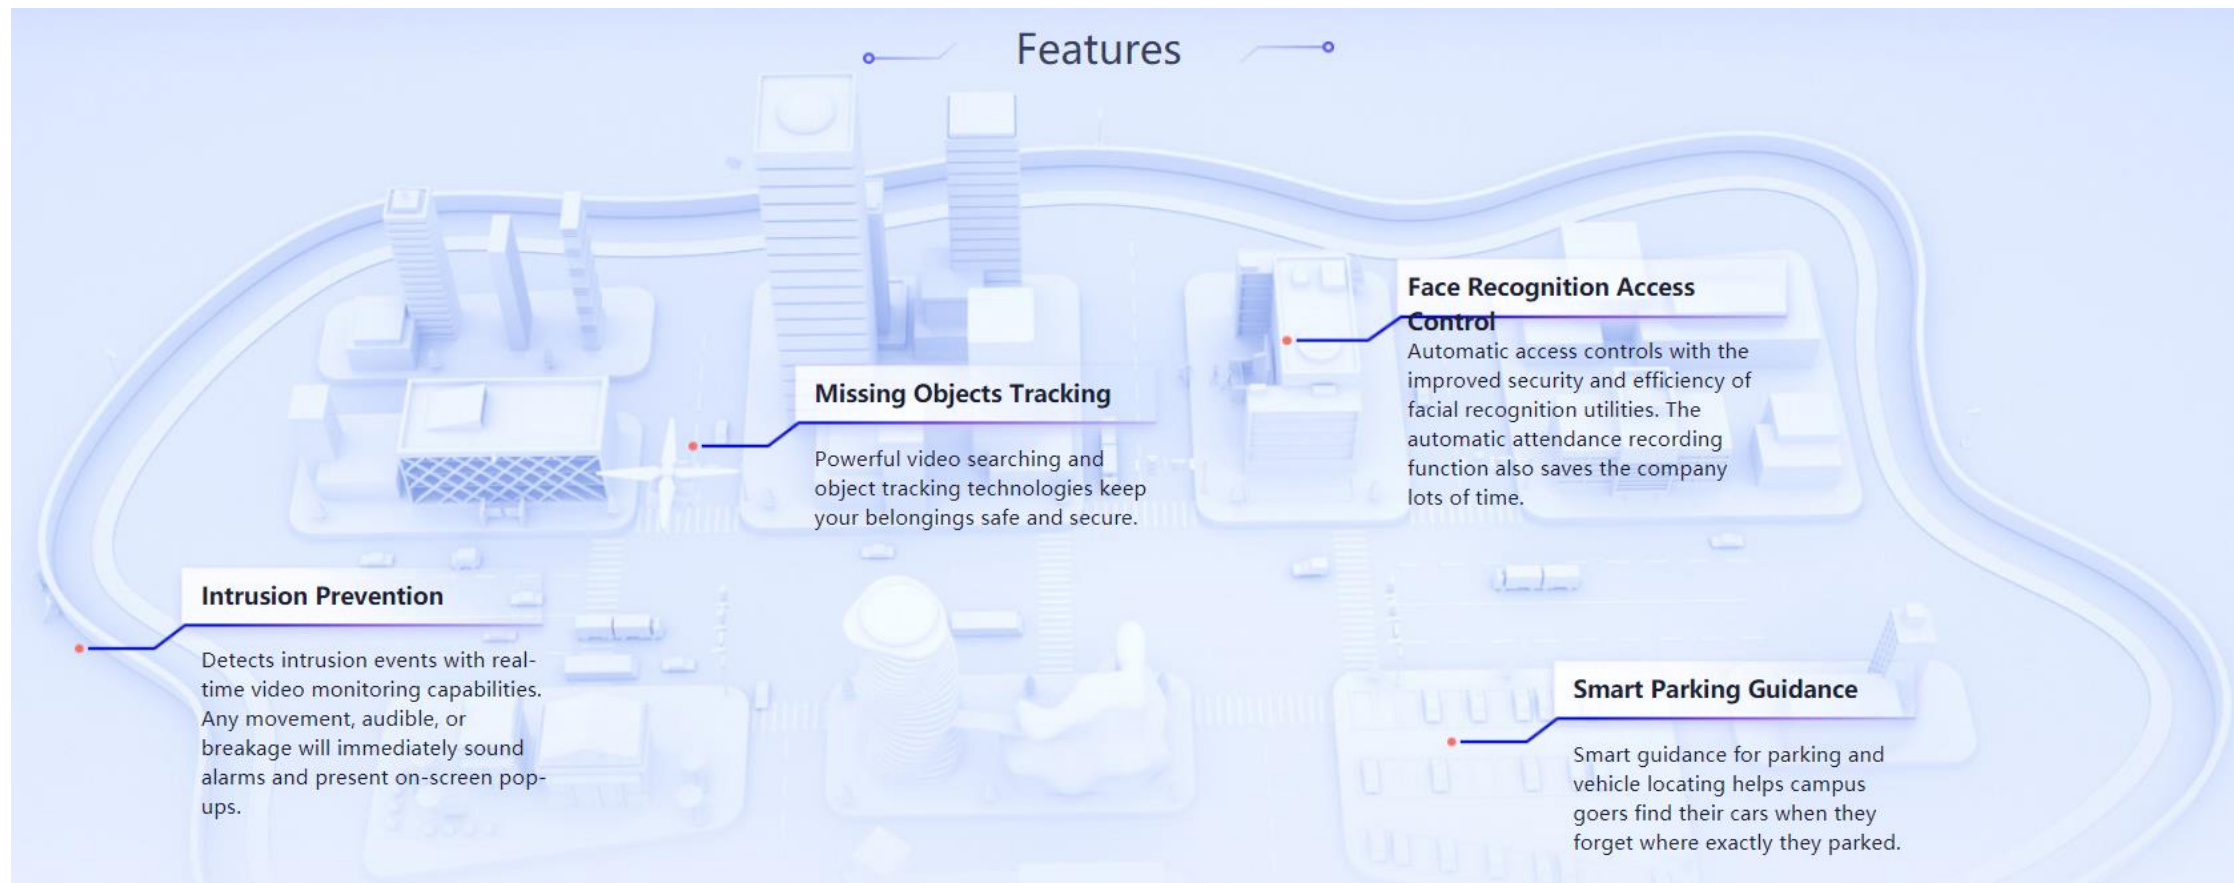 Features
Face Recognition Access
Control
Automatic access controls with the
improved security and efficiency of
facial recognition utilities. The
automatic attendance recording
function also saves the company
lots of time.
Missing Objects Tracking
Powerful video searching and
object tracking technologies keep
your belongings safe and secure.
Intrusion Prevention
Detects intrusion events with real-
time video monitoring capabilities.
Any movement, audible, or
breakage will immediately sound
alarms and present on-screen pop-
ups.
Smart Parking Guidance
Smart guidance for parking and
vehicle locating helps campus
goers find their cars when they
forget where exactly they parked.